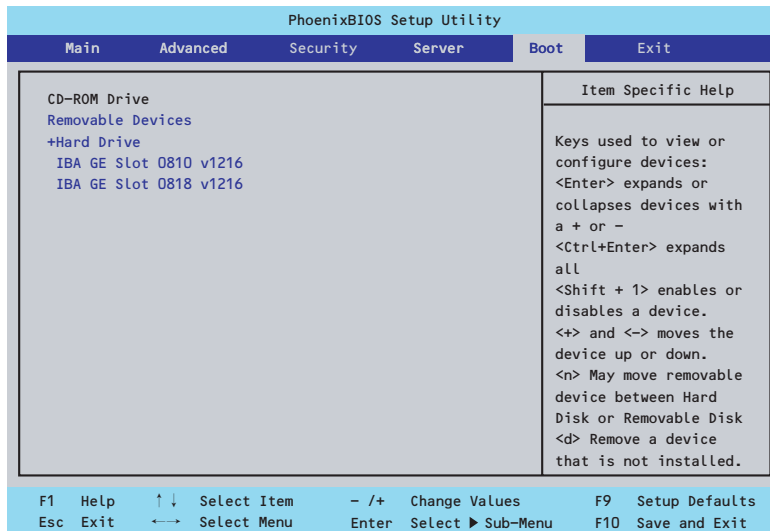 PhoenixBIOS Setup Utility
Main Advanced Security Server Boot Exit
CD-ROM Drive
Removable Devices
+Hard Drive
IBA GE Slot 0810 v1216
IBA GE Slot 0818 v1216
Item Specific Help
Keys used to view or
configure devices:
<Enter> expands or
collapses devices with
a + or -
<Ctrl+Enter> expands
all
<Shift + 1> enables or
disables a device.
<+> and <-> moves the
device up or down.
<n> May move removable
device between Hard
Disk or Removable Disk
<d> Remove a device
that is not installed.
F1 Help ↑↓ Select Item - /+ Change Values F9 Setup Defaults
Esc Exit ←→ Select Menu Enter Select ▶ Sub-Menu F10 Save and Exit